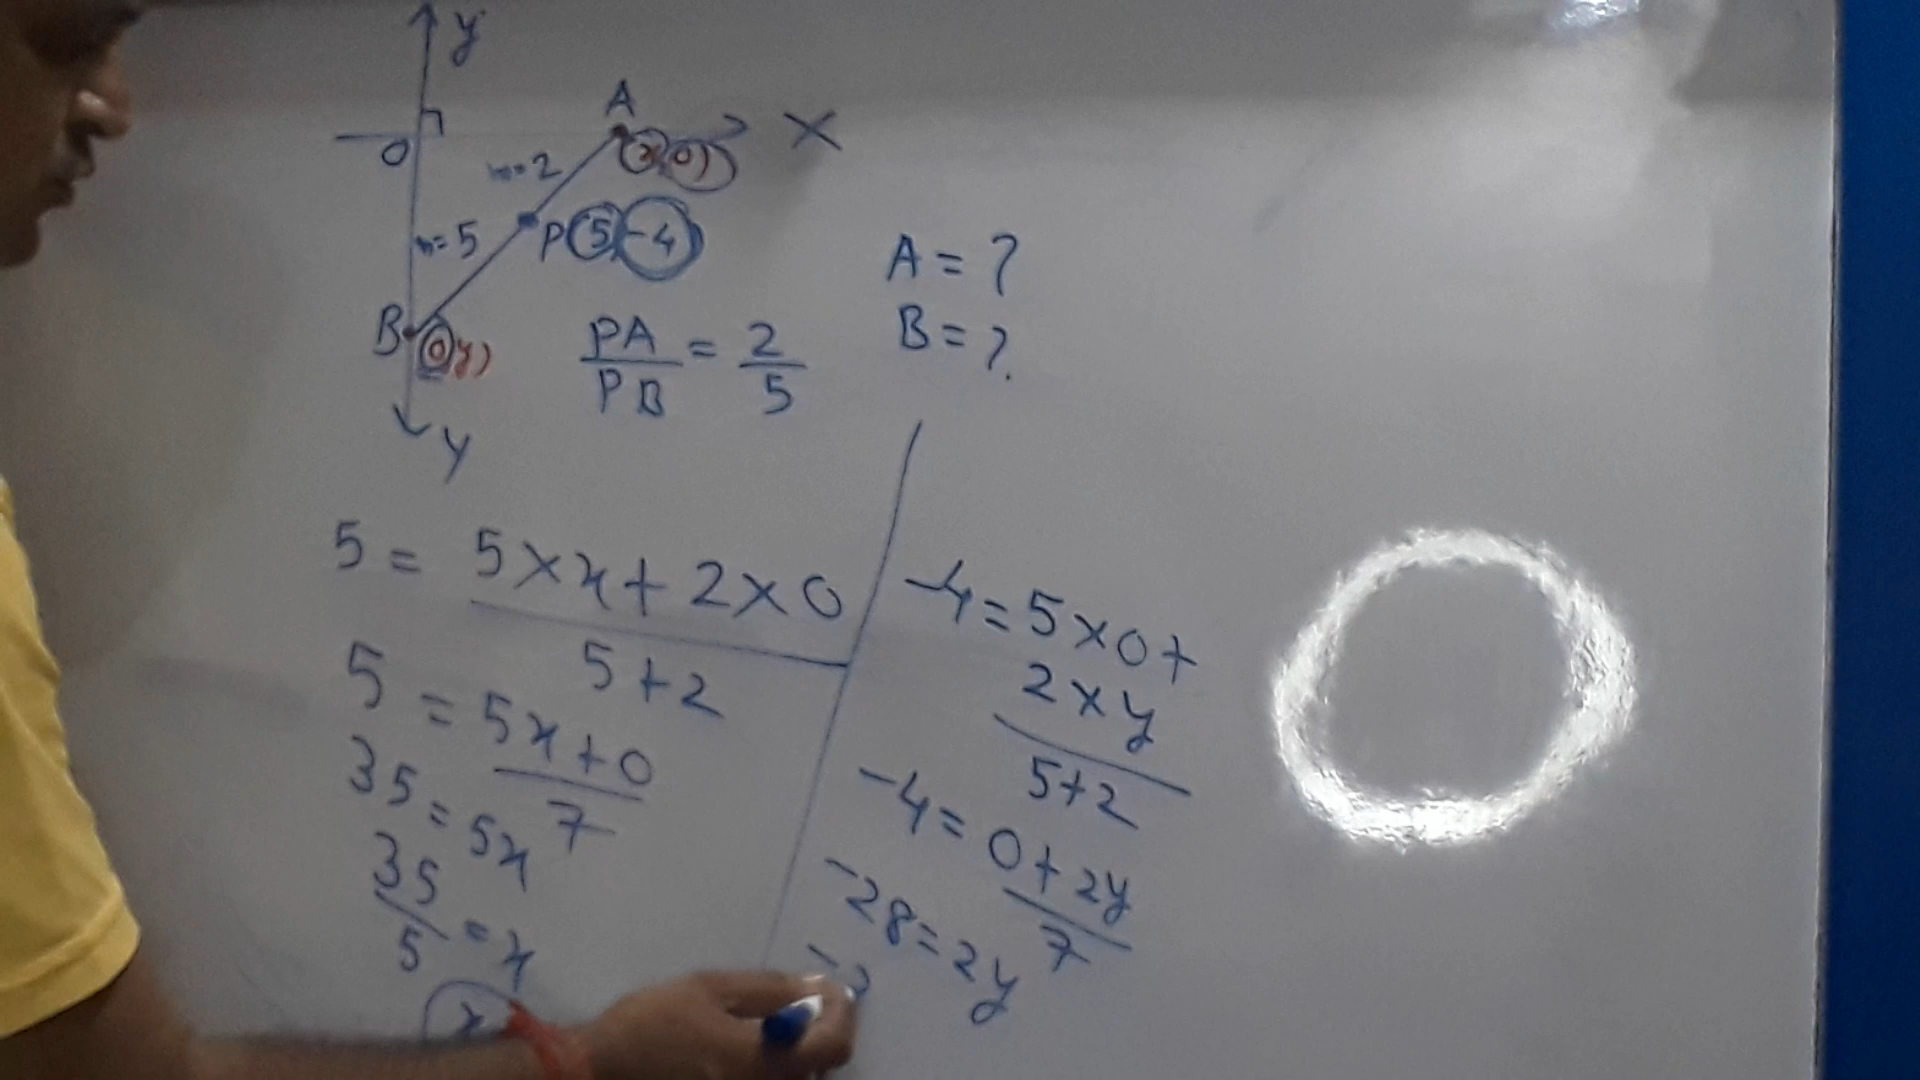 y
A
X
O
m=2
(x, 0)
n=5
P(5, -4)
B
(0, y)
y
PA/PB = 2/5
A = ?
B = ?
5 = 5×x + 2×0
5+2
5 = 5x+0
7
35 = 5x
35/5 = x
x
-4 = 5×0 +
2×y
5+2
-4 = 0+2y
7
-28 = 2y